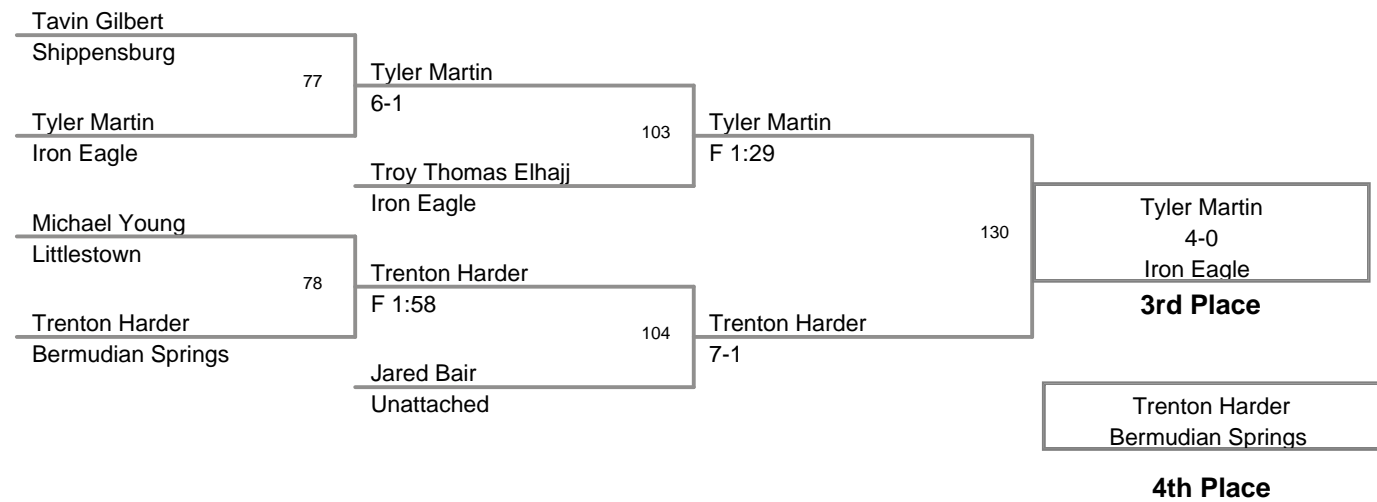 Tavin Gilbert
Shippensburg
77
Tyler Martin
6-1
Tyler Martin
Iron Eagle
103
Tyler Martin
F 1:29
Troy Thomas Elhajj
Iron Eagle
Michael Young
Littlestown
130
Tyler Martin
4-0
Iron Eagle
3rd Place
78
Trenton Harder
F 1:58
Trenton Harder
Bermudian Springs
104
Trenton Harder
7-1
Jared Bair
Unattached
Trenton Harder
Bermudian Springs
4th Place